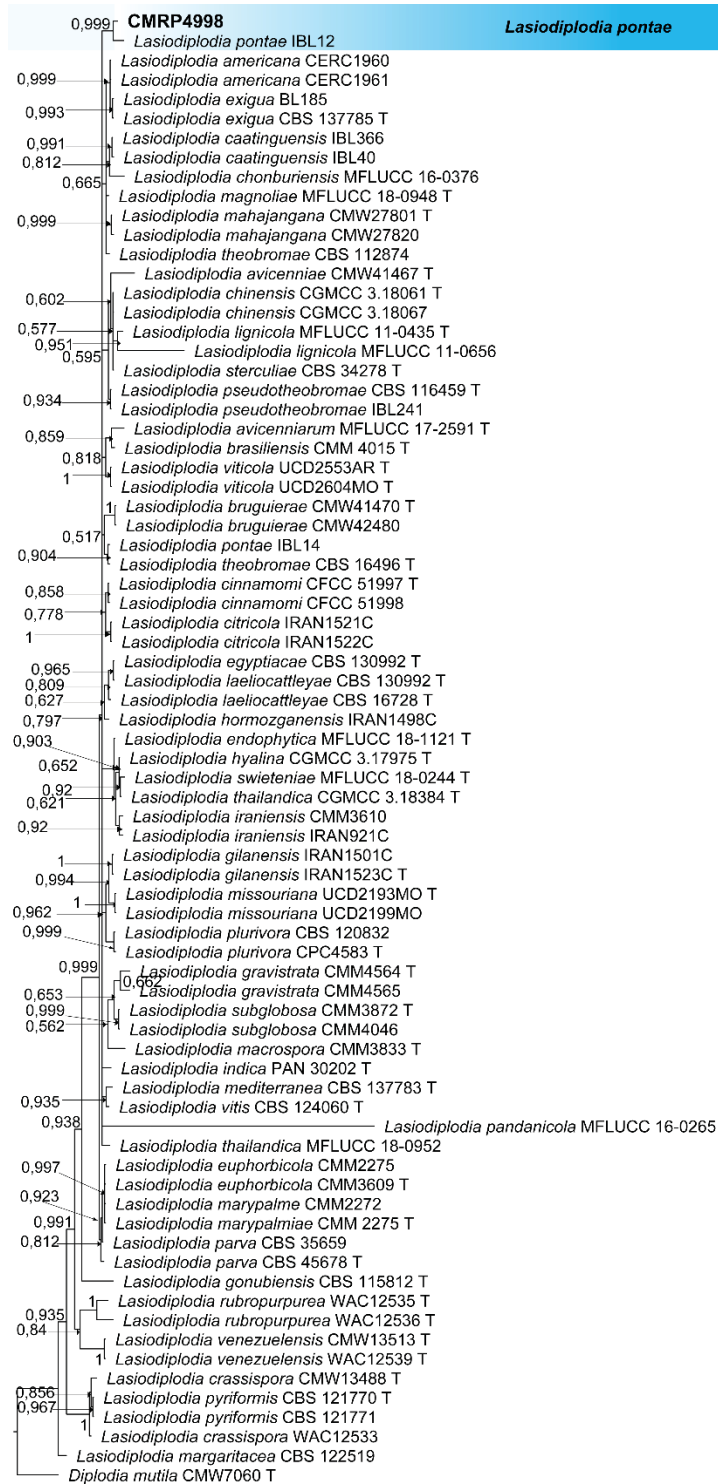 0,999 CMRP4998 Lasiodiplodia pontae
Lasiodiplodia pontae IBL12
Lasiodiplodia americana CERC1960
0,999 Lasiodiplodia americana CERC1961
Lasiodiplodia exigua BL185
0,993 Lasiodiplodia exigua CBS 137785 T
0,991 Lasiodiplodia caatinguensis IBL366
0,812 Lasiodiplodia caatinguensis IBL40
Lasiodiplodia chonburiensis MFLUCC 16-0376
0,665 Lasiodiplodia magnoliae MFLUCC 18-0948 T
0,999 Lasiodiplodia mahajangana CMW27801 T
Lasiodiplodia mahajangana CMW27820
Lasiodiplodia theobromae CBS 112874
Lasiodiplodia avicenniae CMW41467 T
0,602 Lasiodiplodia chinensis CGMCC 3.18061 T
Lasiodiplodia chinensis CGMCC 3.18067
0,577 Lasiodiplodia lignicola MFLUCC 11-0435 T
0,951 Lasiodiplodia lignicola MFLUCC 11-0656
0,595 Lasiodiplodia sterculiae CBS 34278 T
Lasiodiplodia pseudotheobromae CBS 116459 T
0,934 Lasiodiplodia pseudotheobromae IBL241
0,859 Lasiodiplodia avicenniarum MFLUCC 17-2591 T
0,818 Lasiodiplodia brasiliensis CMM 4015 T
Lasiodiplodia viticola UCD2553AR T
1 Lasiodiplodia viticola UCD2604MO T
1 Lasiodiplodia bruguierae CMW41470 T
Lasiodiplodia bruguierae CMW42480
0,517 Lasiodiplodia pontae IBL14
0,904 Lasiodiplodia theobromae CBS 16496 T
0,858 Lasiodiplodia cinnamomi CFCC 51997 T
Lasiodiplodia cinnamomi CFCC 51998
0,778 Lasiodiplodia citricola IRAN1521C
1 Lasiodiplodia citricola IRAN1522C
0,965 Lasiodiplodia egyptiacae CBS 130992 T
0,809 Lasiodiplodia laeliocattleyae CBS 130992 T
0,627 Lasiodiplodia laeliocattleyae CBS 16728 T
0,797 Lasiodiplodia hormozganensis IRAN1498C
0,903 Lasiodiplodia endophytica MFLUCC 18-1121 T
0,652 Lasiodiplodia hyalina CGMCC 3.17975 T
0,92 Lasiodiplodia swieteniae MFLUCC 18-0244 T
0,621 Lasiodiplodia thailandica CGMCC 3.18384 T
Lasiodiplodia iraniensis CMM3610
0,92 Lasiodiplodia iraniensis IRAN921C
1 Lasiodiplodia gilanensis IRAN1501C
0,994 Lasiodiplodia gilanensis IRAN1523C T
Lasiodiplodia missouriana UCD2193MO T
1 Lasiodiplodia missouriana UCD2199MO
0,962
0,999 Lasiodiplodia plurivora CBS 120832
Lasiodiplodia plurivora CPC4583 T
0,999 Lasiodiplodia gravistrata CMM4564 T
0,653 0,662 Lasiodiplodia gravistrata CMM4565
0,999 Lasiodiplodia subglobosa CMM3872 T
0,562 Lasiodiplodia subglobosa CMM4046
Lasiodiplodia macrospora CMM3833 T
Lasiodiplodia indica PAN 30202 T
Lasiodiplodia mediterranea CBS 137783 T
0,935 Lasiodiplodia vitis CBS 124060 T
0,938 Lasiodiplodia pandanicola MFLUCC 16-0265
Lasiodiplodia thailandica MFLUCC 18-0952
0,997 Lasiodiplodia euphorbicola CMM2275
Lasiodiplodia euphorbicola CMM3609 T
0,923 Lasiodiplodia marypalme CMM2272
0,991 Lasiodiplodia marypalmiae CMM 2275 T
0,812 Lasiodiplodia parva CBS 35659
Lasiodiplodia parva CBS 45678 T
Lasiodiplodia gonubiensis CBS 115812 T
1 Lasiodiplodia rubropurpurea WAC12535 T
0,935 Lasiodiplodia rubropurpurea WAC12536 T
0,84 Lasiodiplodia venezuelensis CMW13513 T
1 Lasiodiplodia venezuelensis WAC12539 T
Lasiodiplodia crassispora CMW13488 T
0,856 Lasiodiplodia pyriformis CBS 121770 T
0,967 Lasiodiplodia pyriformis CBS 121771
1 Lasiodiplodia crassispora WAC12533
Lasiodiplodia margaritacea CBS 122519
Diplodia mutila CMW7060 T